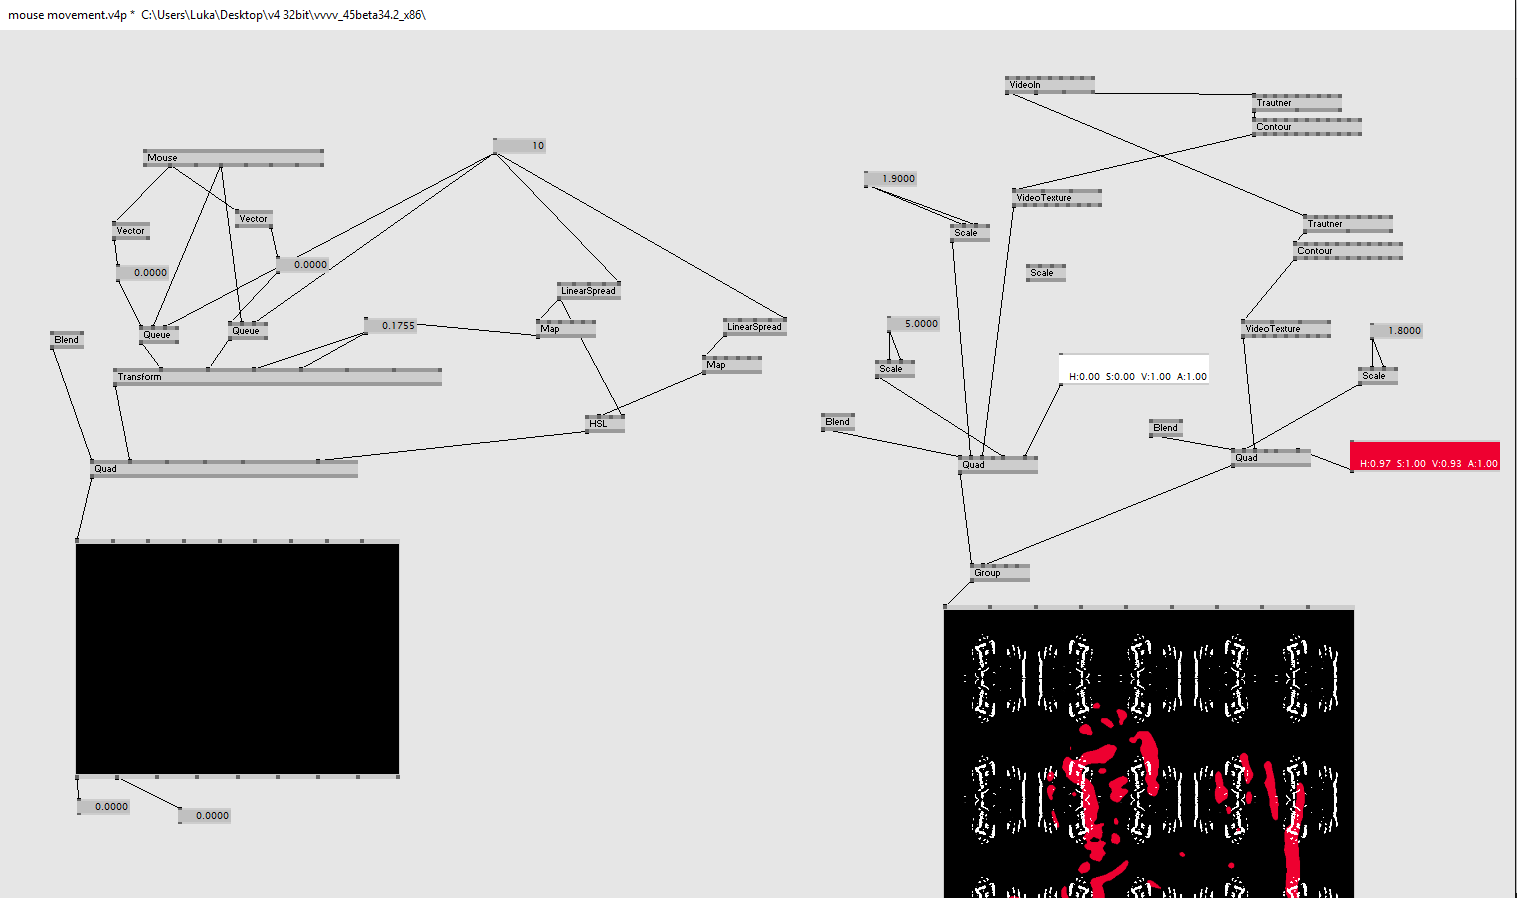 mouse movement.v4p * C:\Users\Luka\Desktop\v4 32bit\vvvv_45beta34.2_x86\
VideoIn
Trautner
Contour
10
Mouse
1.9000
VideoTexture
Vector
Vector
Scale
Trautner
Contour
0.0000
0.0000
Scale
LinearSpread
Blend
Queue
Queue
0.1755
Map
LinearSpread
5.0000
VideoTexture
1.8000
Map
Scale
Transform
H:0.00 S:0.00 V:1.00 A:1.00
Scale
HSL
Blend
Blend
Quad
Quad
Quad
H:0.97 S:1.00 V:0.93 A:1.00
Group
0.0000
0.0000